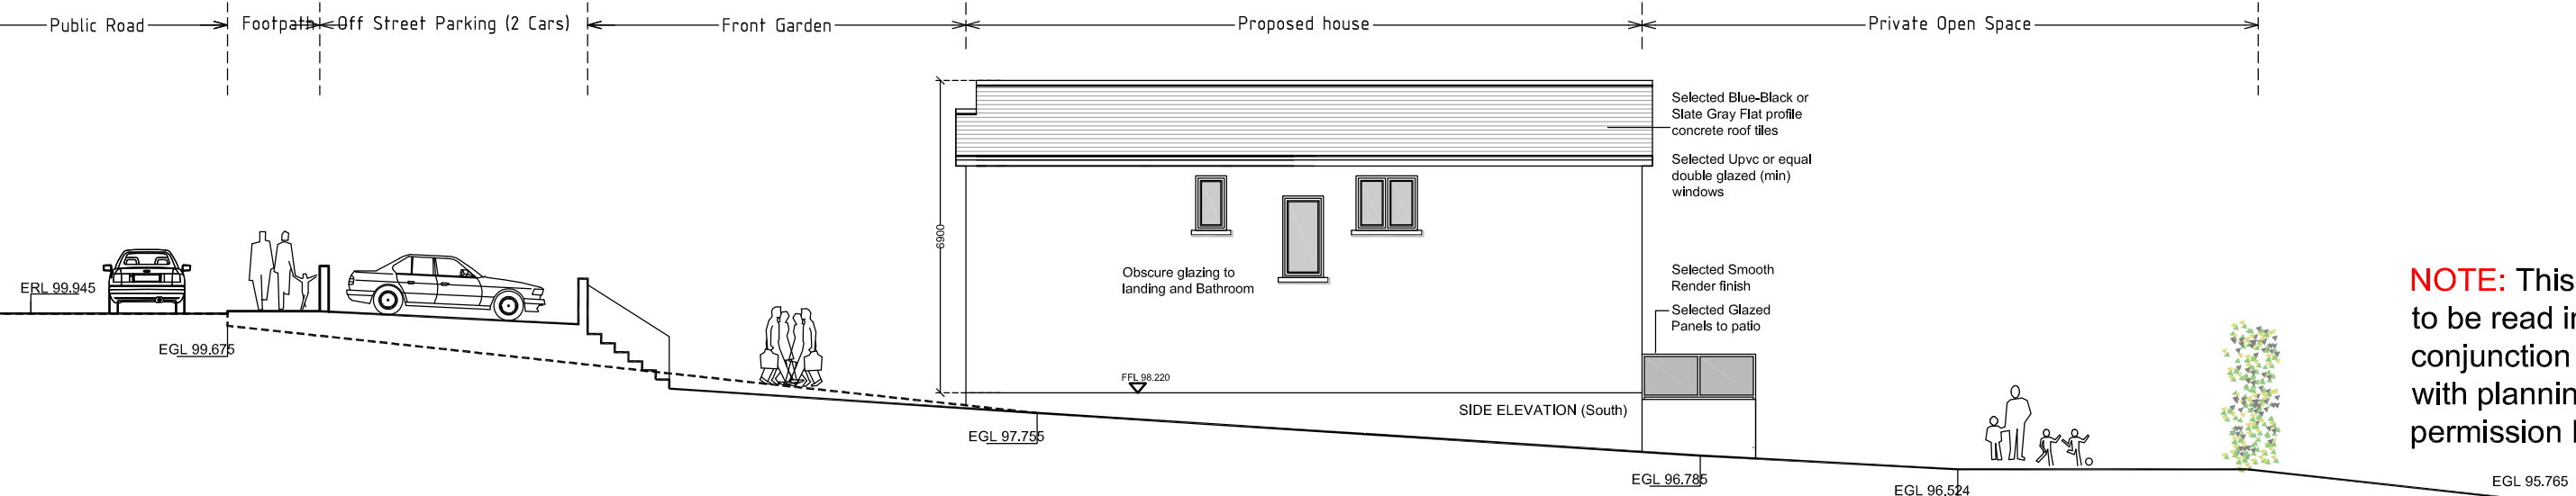 Public Road
Footpath
Off Street Parking (2 Cars)
Front Garden
Proposed house
Private Open Space
Selected Blue-Black or
Slate Gray Flat profile
concrete roof tiles
Selected Upvc or equal
double glazed (min)
windows
6900
Obscure glazing to
landing and Bathroom
Selected Smooth
Render finish
Selected Glazed
Panels to patio
ERL 99.945
EGL 99.675
FFL 98.220
SIDE ELEVATION (South)
EGL 97.755
EGL 96.785
EGL 96.524
EGL 95.765
NOTE: This
to be read in
conjunction
with planning
permission